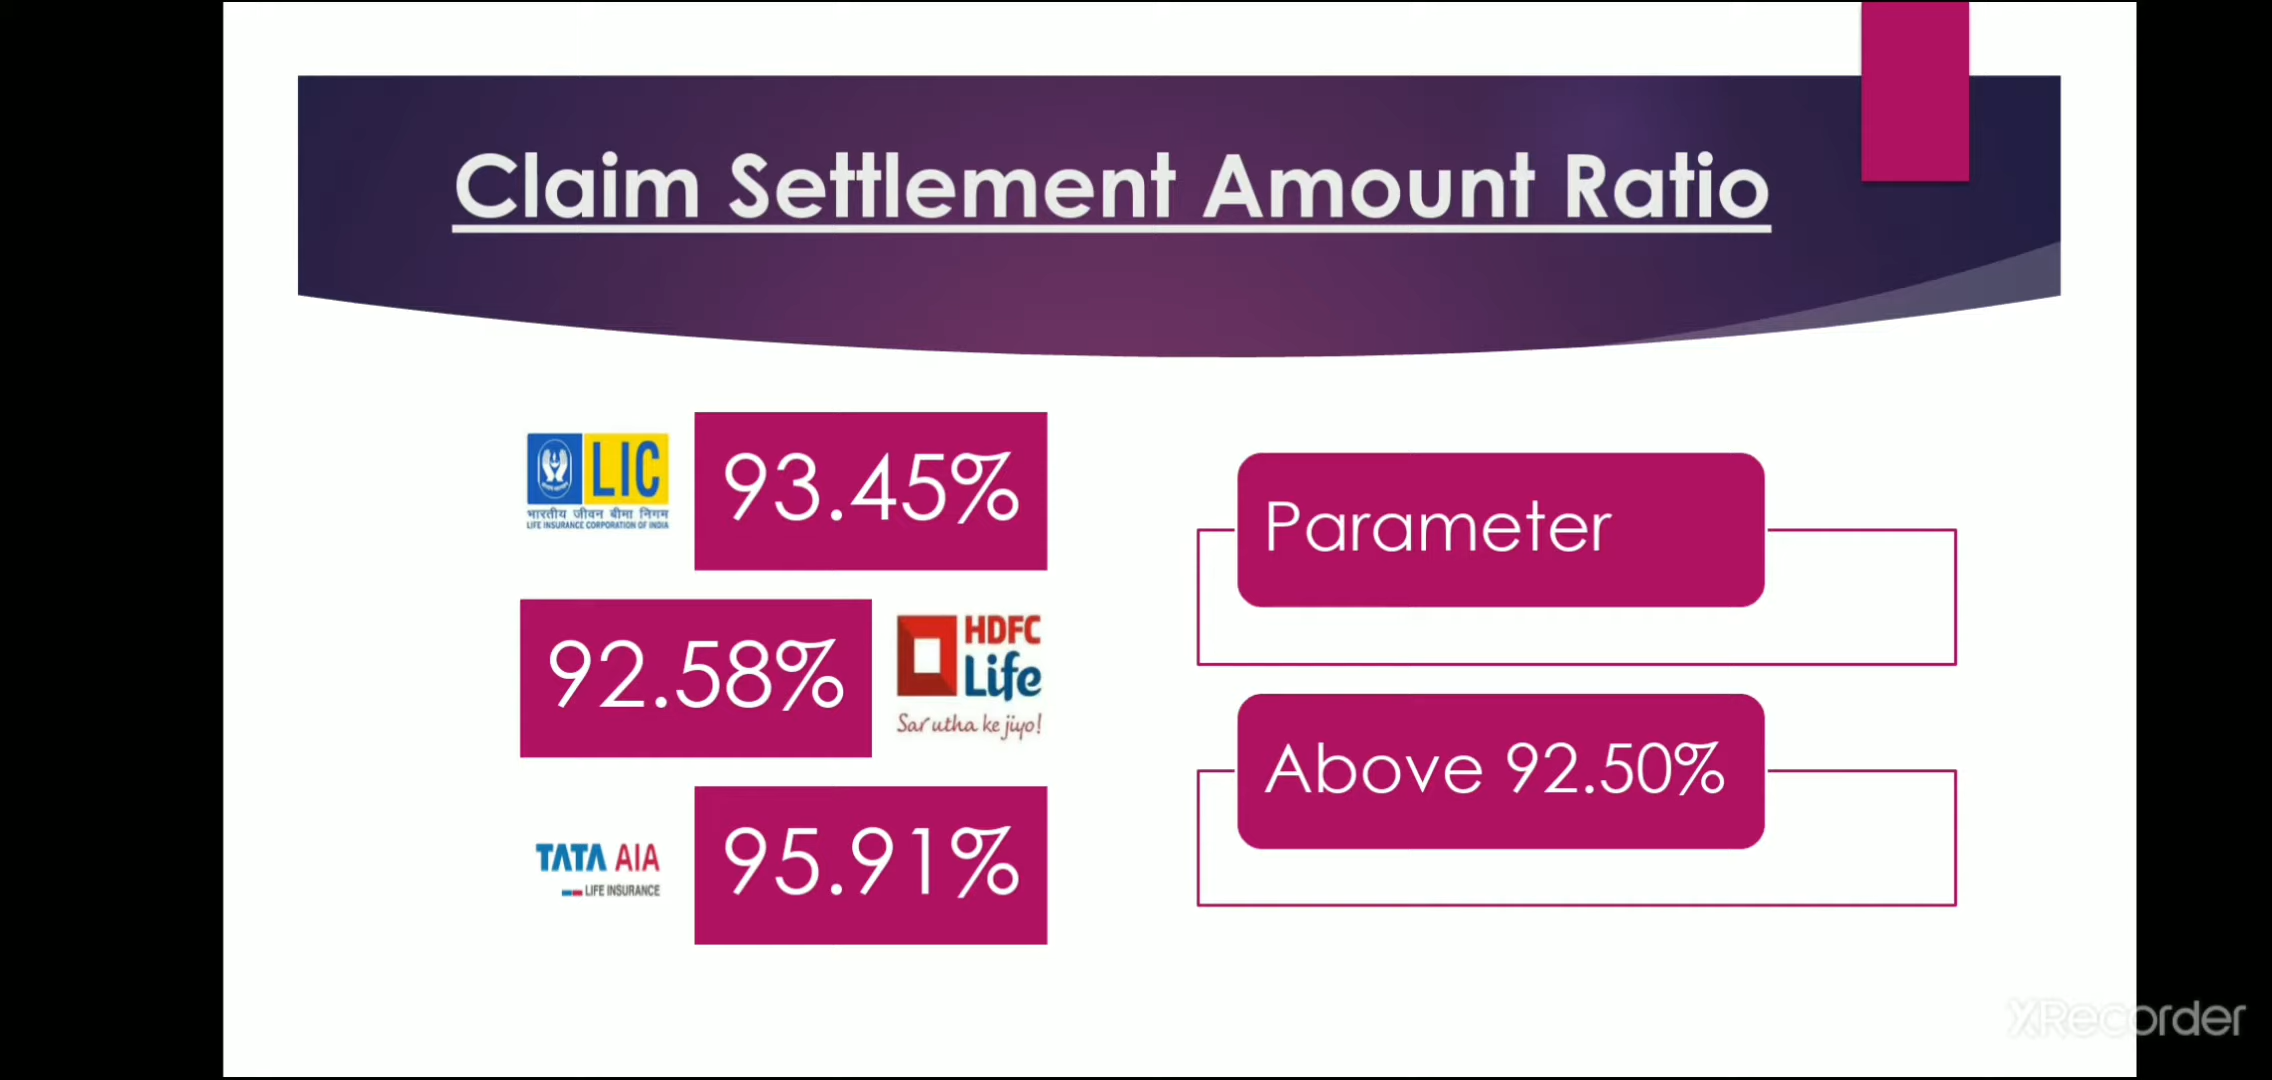 Claim Settlement Amount Ratio
LIC
भारतीय जीवन बीमा निगम
LIFE INSURANCE CORPORATION OF INDIA
93.45%
92.58%
HDFC
Life
Sar utha ke jiyo!
TATA AIA
LIFE INSURANCE
95.91%
Parameter
Above 92.50%
XRecorder